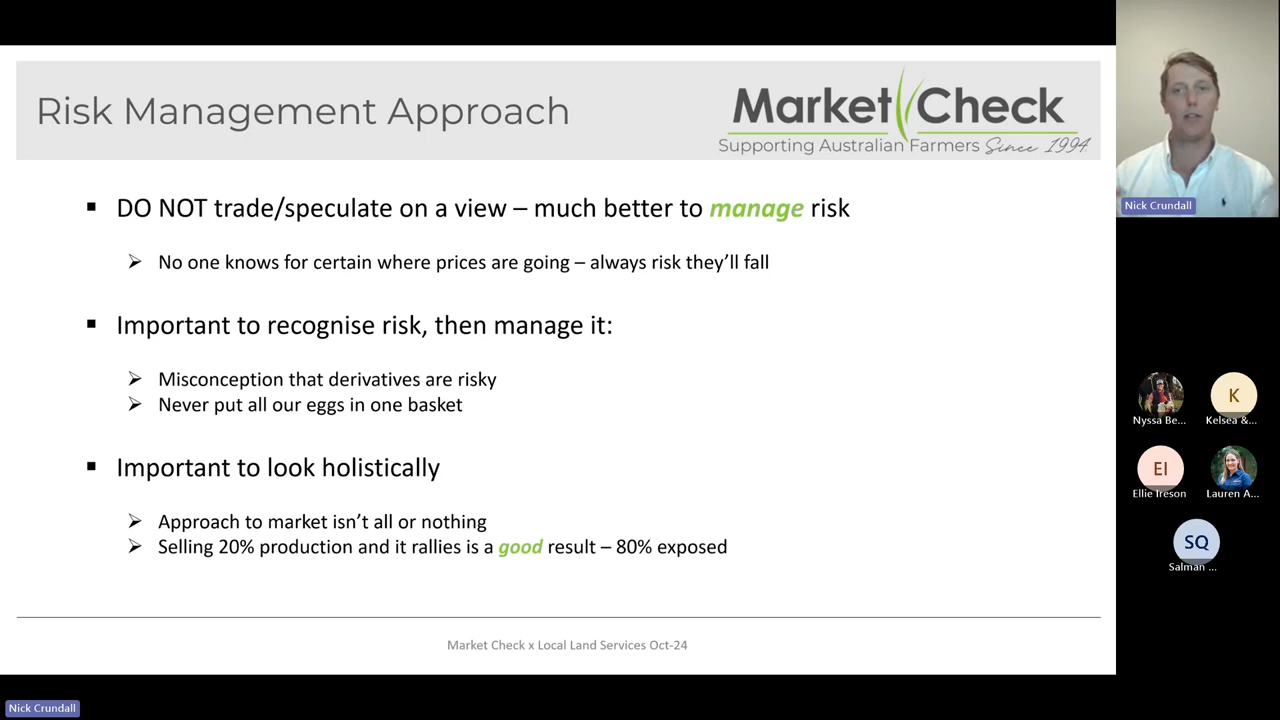 Risk Management Approach
Market Check
Supporting Australian Farmers Since 1994
▪ DO NOT trade/speculate on a view – much better to manage risk
➢ No one knows for certain where prices are going – always risk they'll fall
▪ Important to recognise risk, then manage it:
➢ Misconception that derivatives are risky
➢ Never put all our eggs in one basket
▪ Important to look holistically
➢ Approach to market isn't all or nothing
➢ Selling 20% production and it rallies is a good result – 80% exposed
Market Check x Local Land Services Oct-24
Nick Crundall
Nyssa Be...
K
Kelsea &...
EI
Ellie Ireson
Lauren A...
SQ
Salman ...
Nick Crundall